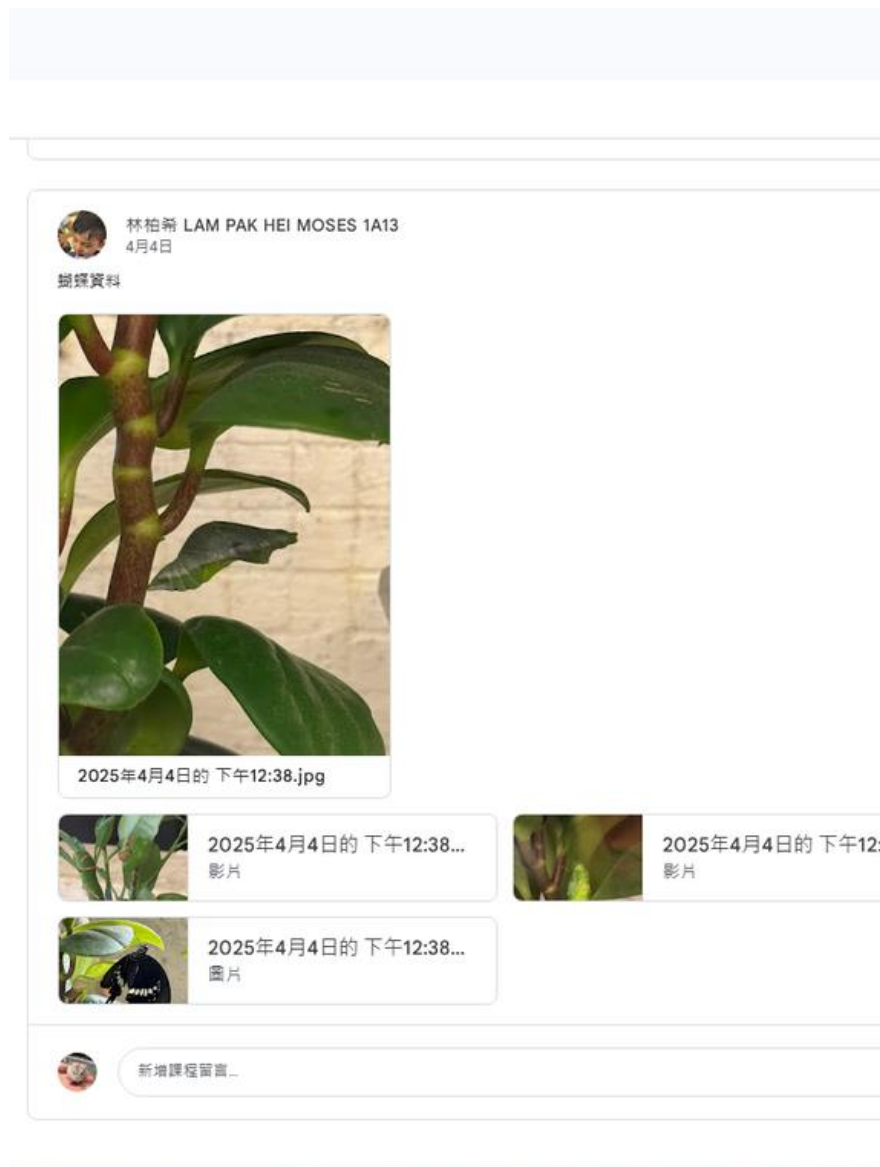 林柏希 LAM PAK HEI MOSES 1A13
4月4日
蝴蝶資料
2025年4月4日的 下午12:38.jpg
2025年4月4日的 下午12:38...
影片
2025年4月4日的 下午12:
影片
2025年4月4日的 下午12:38...
圖片
新增課程留言...